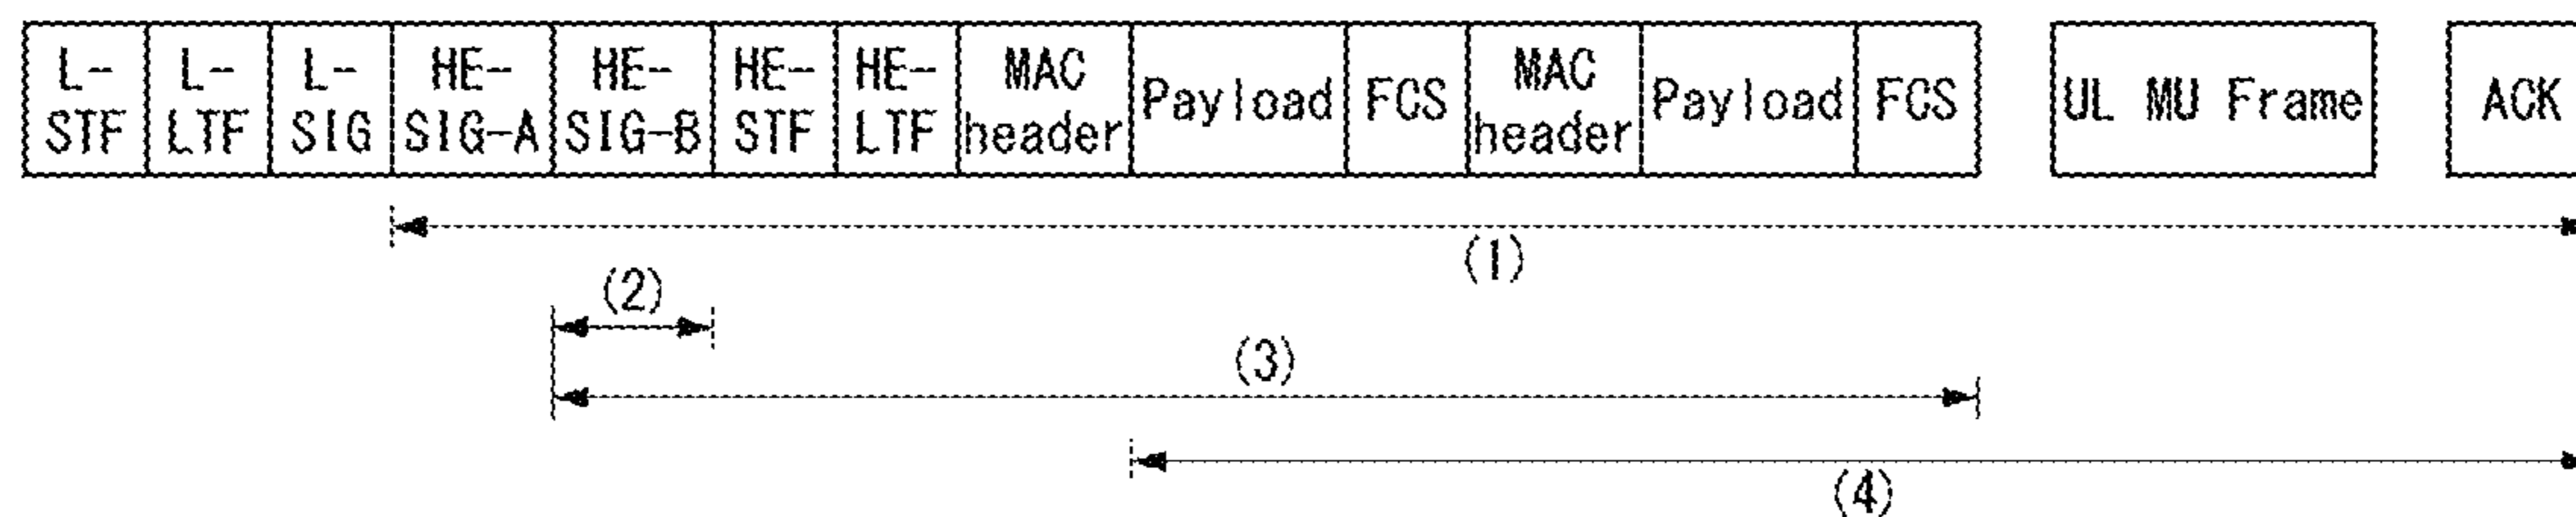 L-
STF
L-
LTF
L-
SIG
HE-
SIG-A
HE-
SIG-B
HE-
STF
HE-
LTF
MAC
header
Payload
FCS
MAC
header
Payload
FCS
UL MU Frame
ACK
(1)
(2)
(3)
(4)